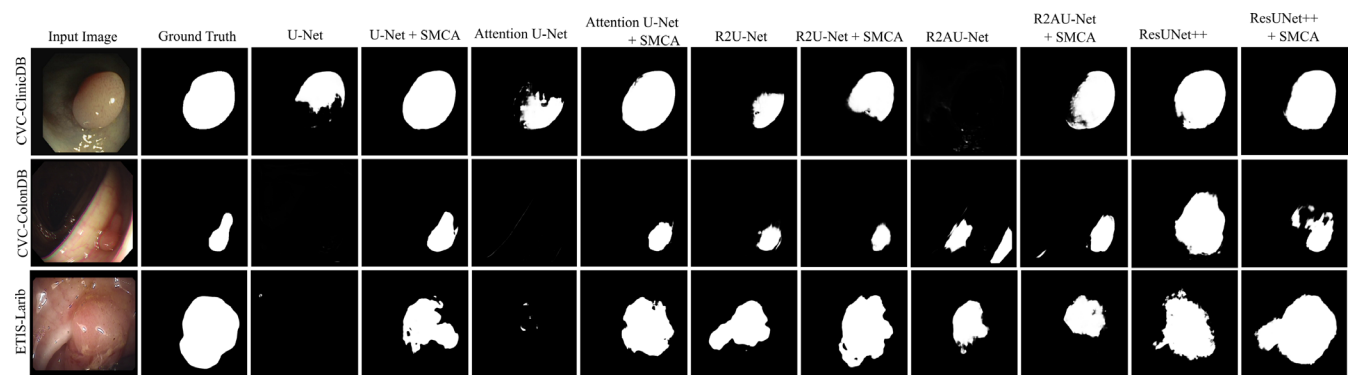 Input Image
Ground Truth
U-Net
U-Net + SMCA
Attention U-Net
Attention U-Net
+ SMCA
R2U-Net
R2U-Net + SMCA
R2AU-Net
R2AU-Net
+ SMCA
ResUNet++
ResUNet++
+ SMCA
CVC-ClinicDB
CVC-ColonDB
ETIS-Larib